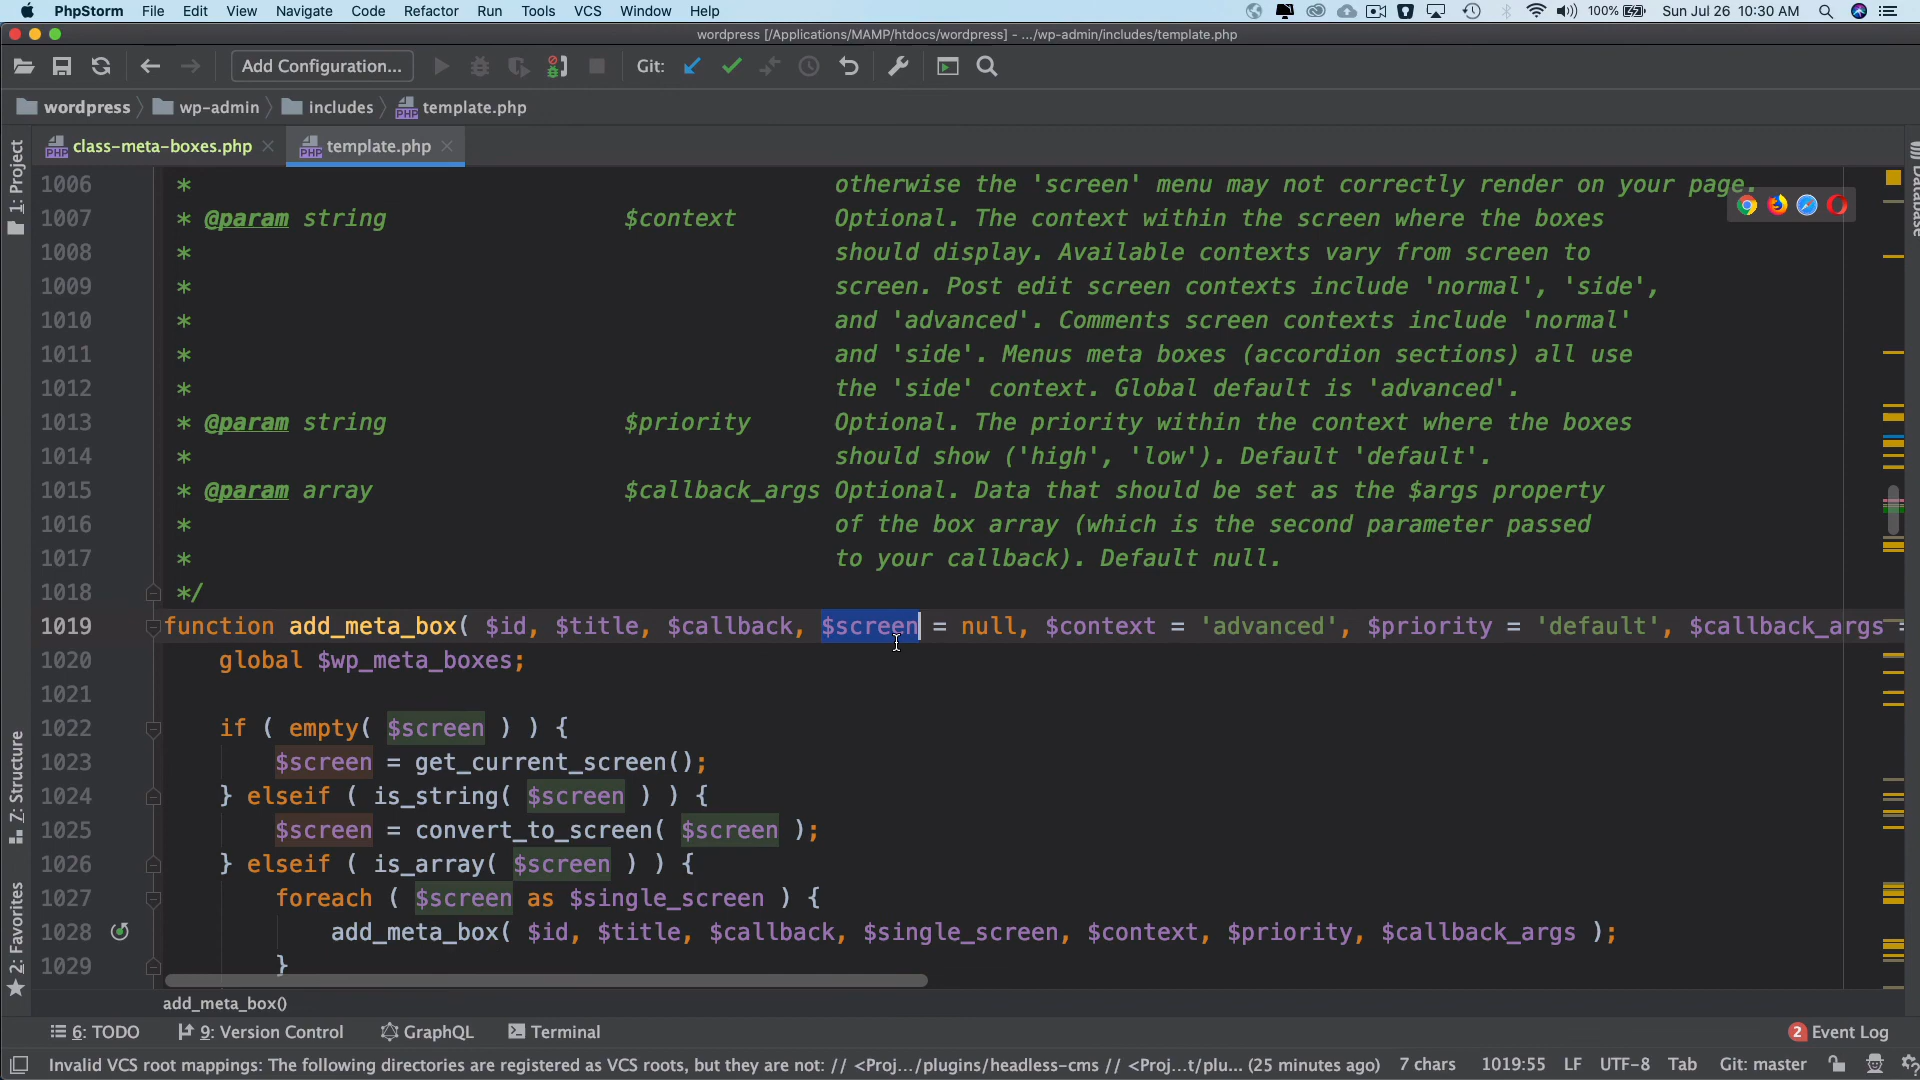 PhpStorm File Edit View Navigate Code Refactor Run Tools VCS Window Help 100% Sun Jul 26 10:30 AM
wordpress [/Applications/MAMP/htdocs/wordpress] - .../wp-admin/includes/template.php
Add Configuration... Git:
wordpress wp-admin includes template.php
class-meta-boxes.php template.php
1: Project
Database
1006 * otherwise the 'screen' menu may not correctly render on your page.
1007 * @param string $context Optional. The context within the screen where the boxes
1008 * should display. Available contexts vary from screen to
1009 * screen. Post edit screen contexts include 'normal', 'side',
1010 * and 'advanced'. Comments screen contexts include 'normal'
1011 * and 'side'. Menus meta boxes (accordion sections) all use
1012 * the 'side' context. Global default is 'advanced'.
1013 * @param string $priority Optional. The priority within the context where the boxes
1014 * should show ('high', 'low'). Default 'default'.
1015 * @param array $callback_args Optional. Data that should be set as the $args property
1016 * of the box array (which is the second parameter passed
1017 * to your callback). Default null.
1018 */
1019 function add_meta_box( $id, $title, $callback, $screen = null, $context = 'advanced', $priority = 'default', $callback_args =
1020 global $wp_meta_boxes;
1021
1022 if ( empty( $screen ) ) {
1023 $screen = get_current_screen();
1024 } elseif ( is_string( $screen ) ) {
1025 $screen = convert_to_screen( $screen );
1026 } elseif ( is_array( $screen ) ) {
1027 foreach ( $screen as $single_screen ) {
1028 add_meta_box( $id, $title, $callback, $single_screen, $context, $priority, $callback_args );
1029 }
7: Structure
2: Favorites
add_meta_box()
6: TODO 9: Version Control GraphQL Terminal 2 Event Log
Invalid VCS root mappings: The following directories are registered as VCS roots, but they are not: // <Proj.../plugins/headless-cms // <Proj...t/plu... (25 minutes ago) 7 chars 1019:55 LF UTF-8 Tab Git: master